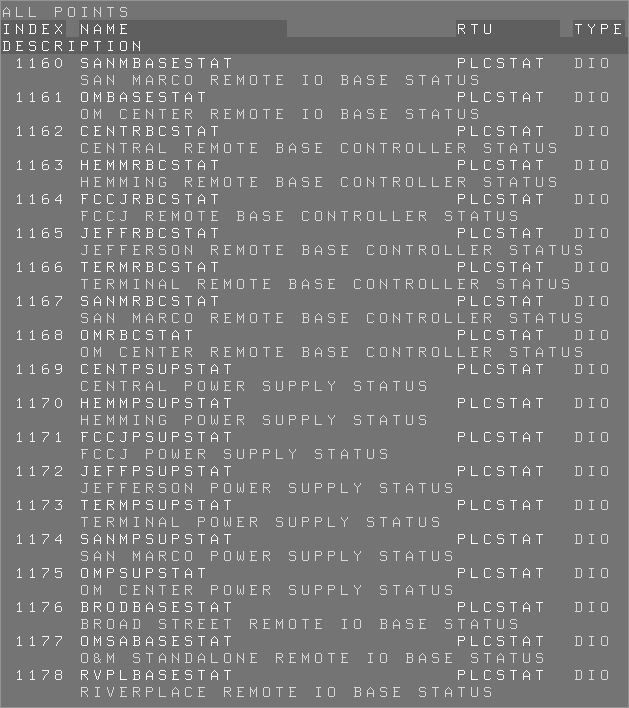 ALL POINTS
INDEX NAME RTU TYPE
DESCRIPTION
1160 SANMBASESTAT PLCSTAT DIO
SAN MARCO REMOTE IO BASE STATUS
1161 OMBASESTAT PLCSTAT DIO
OM CENTER REMOTE IO BASE STATUS
1162 CENTRBCSTAT PLCSTAT DIO
CENTRAL REMOTE BASE CONTROLLER STATUS
1163 HEMMRBCSTAT PLCSTAT DIO
HEMMING REMOTE BASE CONTROLLER STATUS
1164 FCCJRBCSTAT PLCSTAT DIO
FCCJ REMOTE BASE CONTROLLER STATUS
1165 JEFFRBCSTAT PLCSTAT DIO
JEFFERSON REMOTE BASE CONTROLLER STATUS
1166 TERMRBCSTAT PLCSTAT DIO
TERMINAL REMOTE BASE CONTROLLER STATUS
1167 SANMRBCSTAT PLCSTAT DIO
SAN MARCO REMOTE BASE CONTROLLER STATUS
1168 OMRBCSTAT PLCSTAT DIO
OM CENTER REMOTE BASE CONTROLLER STATUS
1169 CENTPSUPSTAT PLCSTAT DIO
CENTRAL POWER SUPPLY STATUS
1170 HEMMPSUPSTAT PLCSTAT DIO
HEMMING POWER SUPPLY STATUS
1171 FCCJPSUPSTAT PLCSTAT DIO
FCCJ POWER SUPPLY STATUS
1172 JEFFPSUPSTAT PLCSTAT DIO
JEFFERSON POWER SUPPLY STATUS
1173 TERMPSUPSTAT PLCSTAT DIO
TERMINAL POWER SUPPLY STATUS
1174 SANMPSUPSTAT PLCSTAT DIO
SAN MARCO POWER SUPPLY STATUS
1175 OMPSUPSTAT PLCSTAT DIO
OM CENTER POWER SUPPLY STATUS
1176 BRODBASESTAT PLCSTAT DIO
BROAD STREET REMOTE IO BASE STATUS
1177 OMSABASESTAT PLCSTAT DIO
O&M STANDALONE REMOTE IO BASE STATUS
1178 RVPLBASESTAT PLCSTAT DIO
RIVERPLACE REMOTE IO BASE STATUS